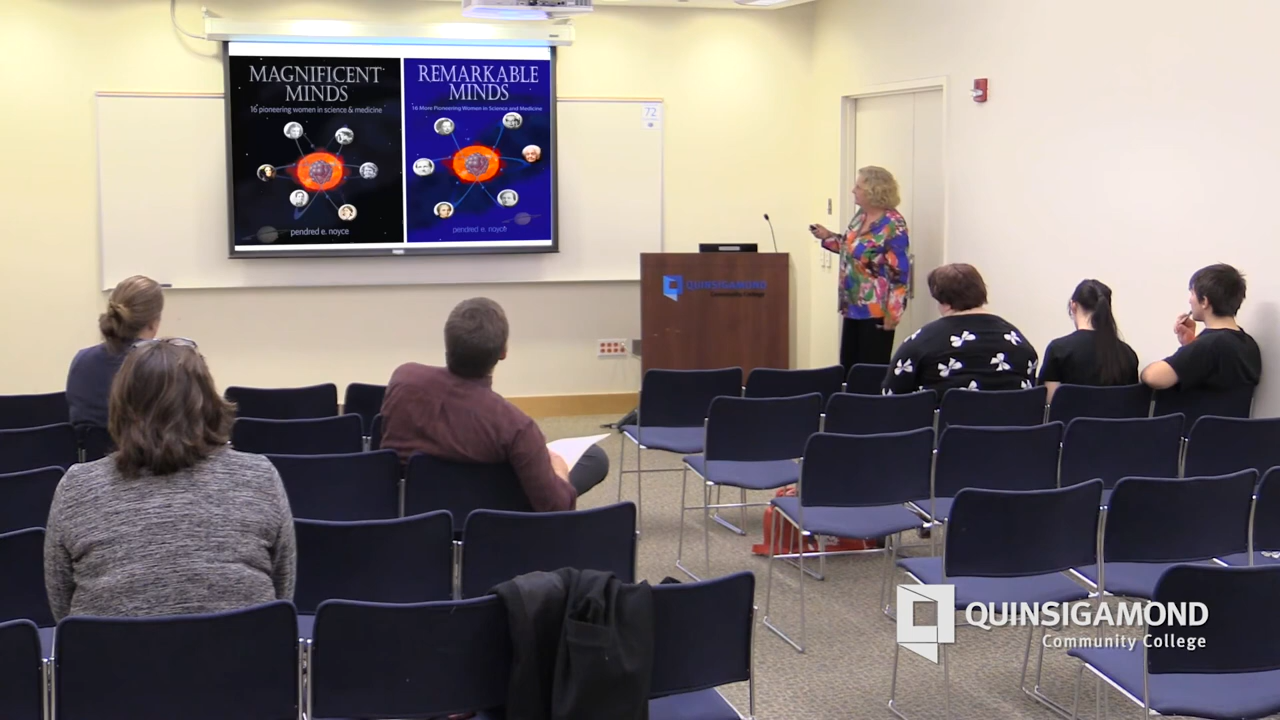 MAGNIFICENT
MINDS
16 pioneering women in science & medicine
pendred e. noyce
REMARKABLE
MINDS
16 More Pioneering Women in Science and Medicine
pendred e. noyce
72
QUINSIGAMOND
Community College
QUINSIGAMOND
Community College